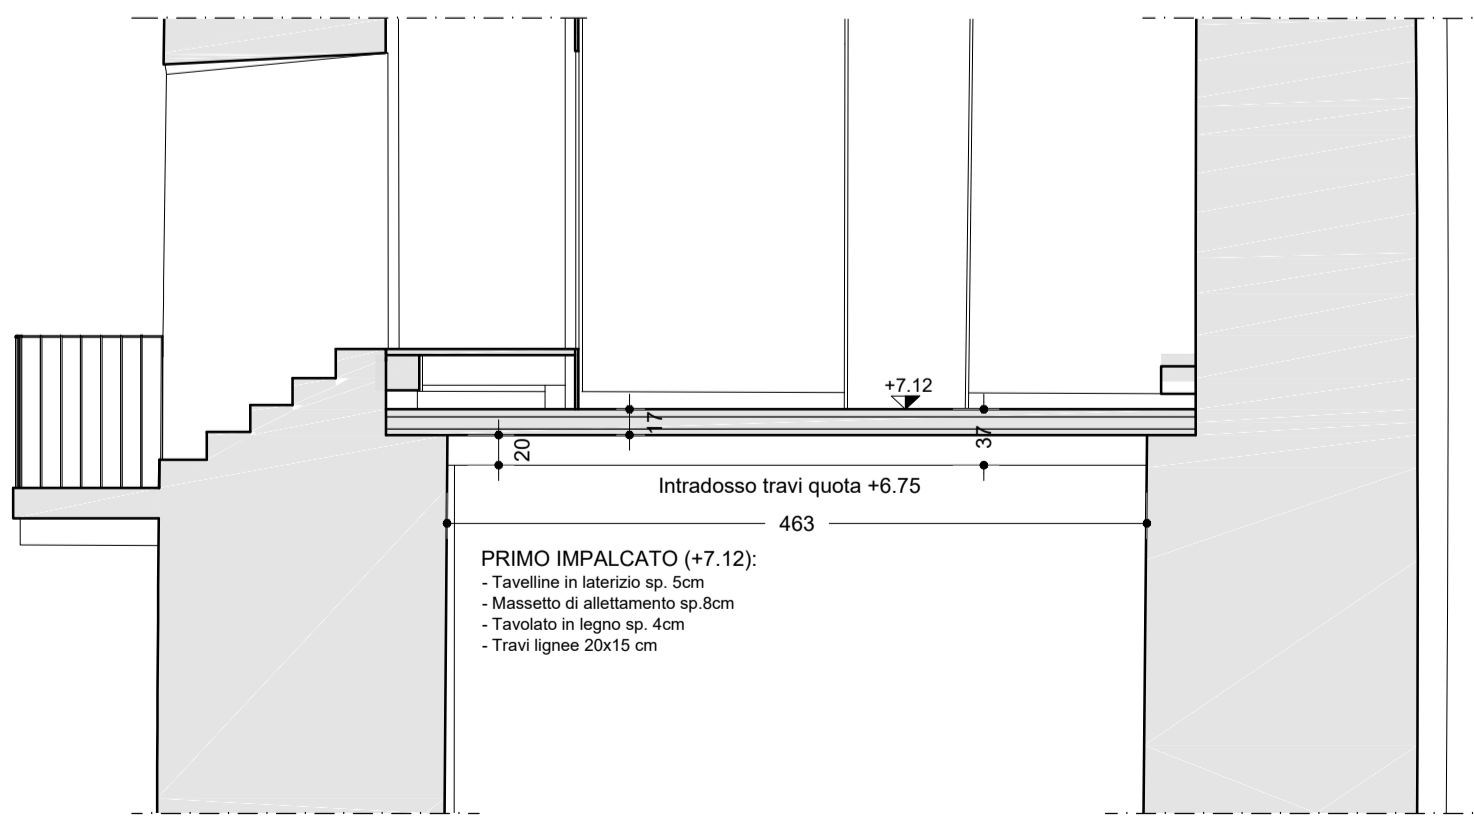 +7.12
17
20
37
Intradosso travi quota +6.75
463
PRIMO IMPALCATO (+7.12):
- Tavelline in laterizio sp. 5cm
- Massetto di allettamento sp.8cm
- Tavolato in legno sp. 4cm
- Travi lignee 20x15 cm